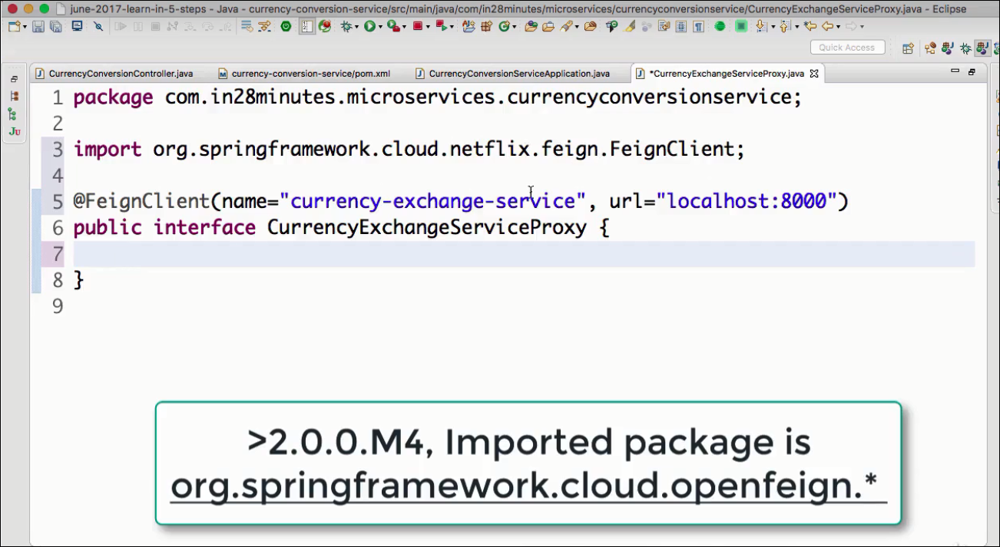 june-2017-learn-in-5-steps - Java - currency-conversion-service/src/main/java/com/in28minutes/microservices/currencyconversionservice/CurrencyExchangeServiceProxy.java - Eclipse
Quick Access
CurrencyConversionController.java currency-conversion-service/pom.xml CurrencyConversionServiceApplication.java *CurrencyExchangeServiceProxy.java
1 package com.in28minutes.microservices.currencyconversionservice;
2
3 import org.springframework.cloud.netflix.feign.FeignClient;
4
5 @FeignClient(name="currency-exchange-service", url="localhost:8000")
6 public interface CurrencyExchangeServiceProxy {
7
8 }
9
>2.0.0.M4, Imported package is
org.springframework.cloud.openfeign.*